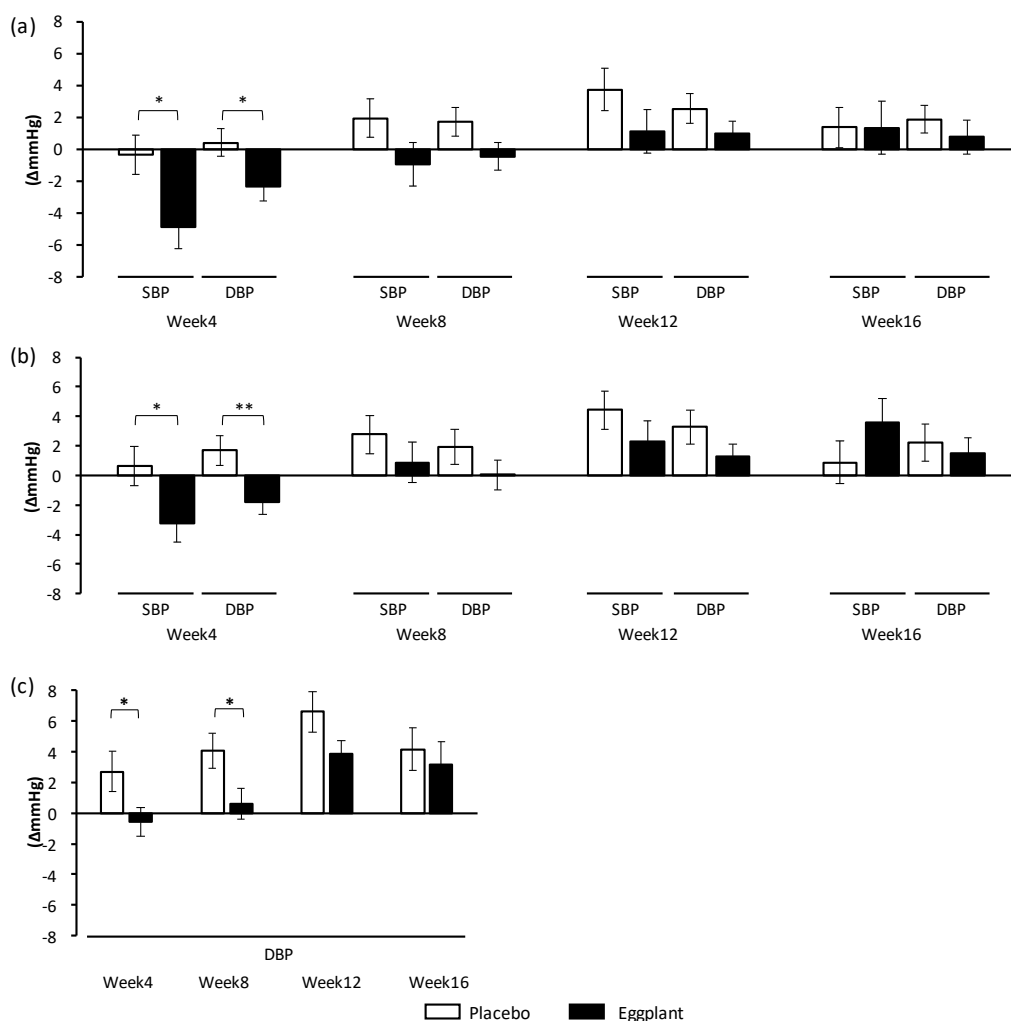 (a)
8
6
4
2
0
-2
-4
-6
-8
(ΔmmHg)
* *
SBP DBP SBP DBP SBP DBP SBP DBP
Week4 Week8 Week12 Week16
(b)
8
6
4
2
0
-2
-4
-6
-8
(ΔmmHg)
* **
SBP DBP SBP DBP SBP DBP SBP DBP
Week4 Week8 Week12 Week16
(c)
8
6
4
2
0
-2
-4
-6
-8
(ΔmmHg)
* *
DBP
Week4 Week8 Week12 Week16
Placebo Eggplant